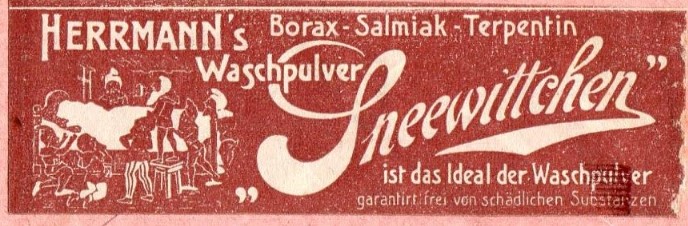 HERRMANN's Borax-Salmiak-Terpentin
Waschpulver
„Sneewittchen”
ist das Ideal der Waschpulver
garantirt frei von schädlichen Substanzen